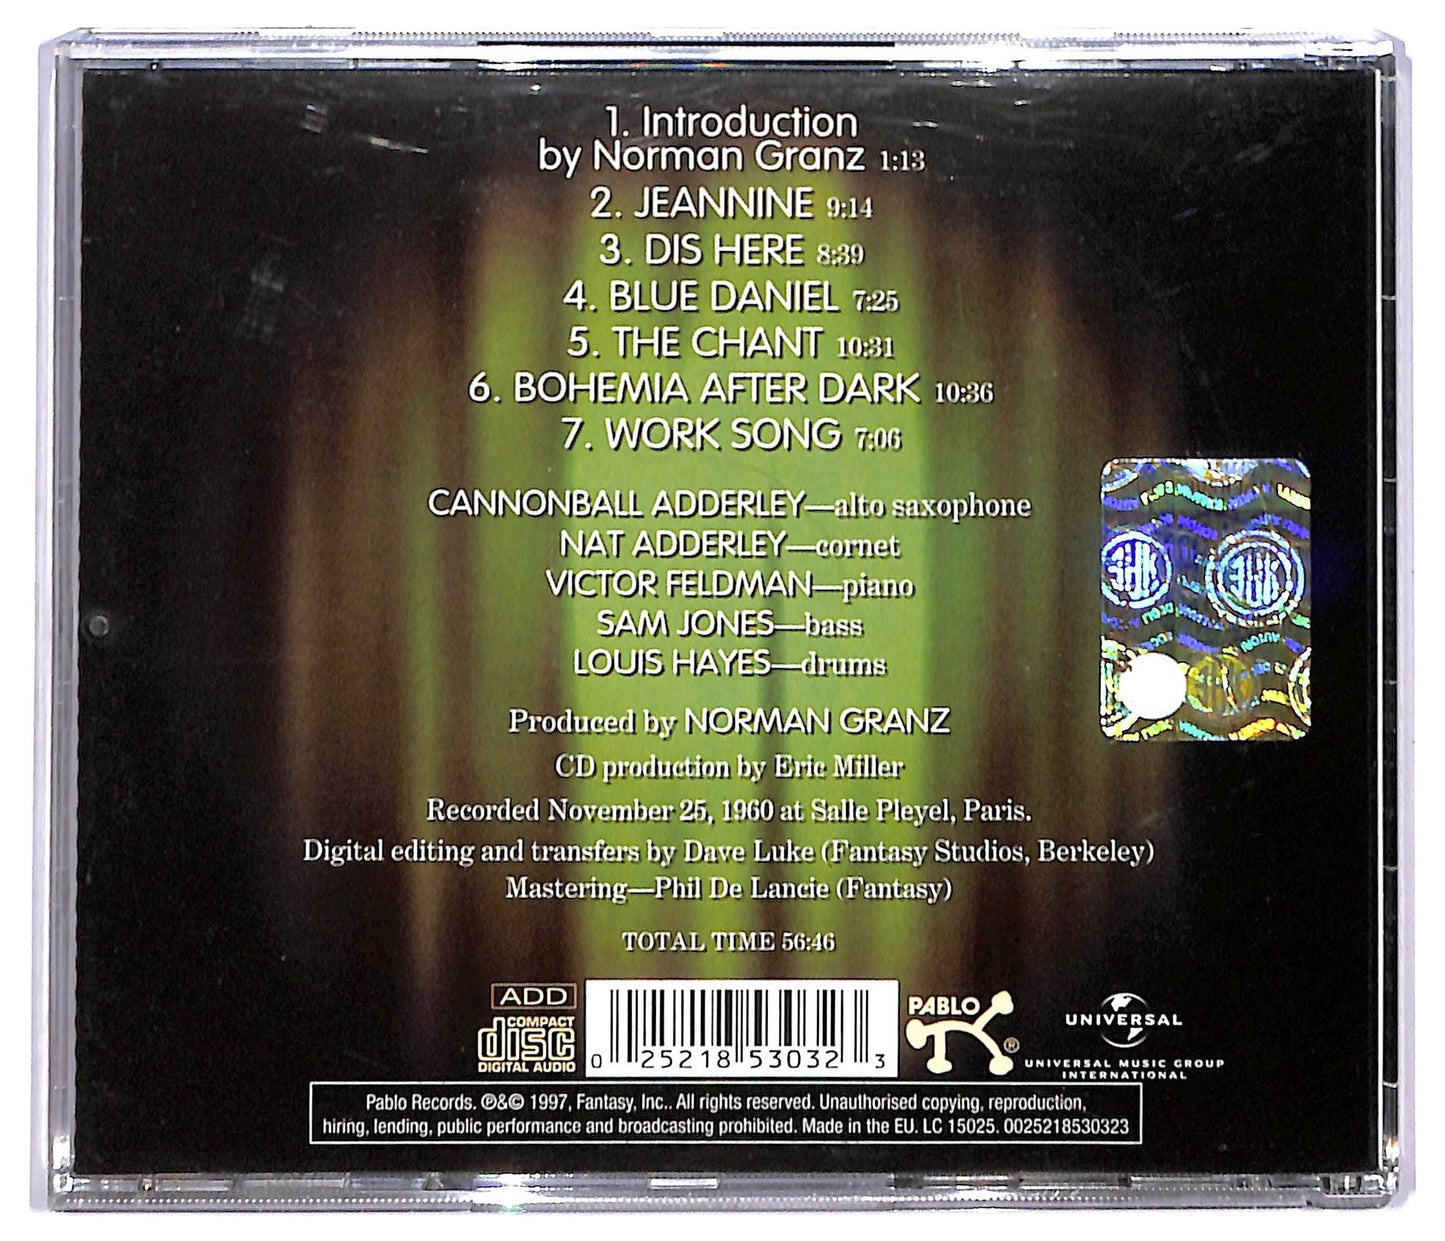 1. Introduction
by Norman Granz 1:13
2. JEANNINE 9:14
3. DIS HERE 8:39
4. BLUE DANIEL 7:25
5. THE CHANT 10:31
6. BOHEMIA AFTER DARK 10:36
7. WORK SONG 7:06
CANNONBALL ADDERLEY—alto saxophone
NAT ADDERLEY—cornet
VICTOR FELDMAN—piano
SAM JONES—bass
LOUIS HAYES—drums
Produced by NORMAN GRANZ
CD production by Eric Miller
Recorded November 25, 1960 at Salle Pleyel, Paris.
Digital editing and transfers by Dave Luke (Fantasy Studios, Berkeley)
Mastering—Phil De Lancie (Fantasy)
TOTAL TIME 56:46
ADD
COMPACT
disc
DIGITAL AUDIO
0 25218 53032 3
PABLO
®
UNIVERSAL
UNIVERSAL MUSIC GROUP
INTERNATIONAL
Pablo Records. ℗&© 1997, Fantasy, Inc.. All rights reserved. Unauthorised copying, reproduction,
hiring, lending, public performance and broadcasting prohibited. Made in the EU. LC 15025. 0025218530323